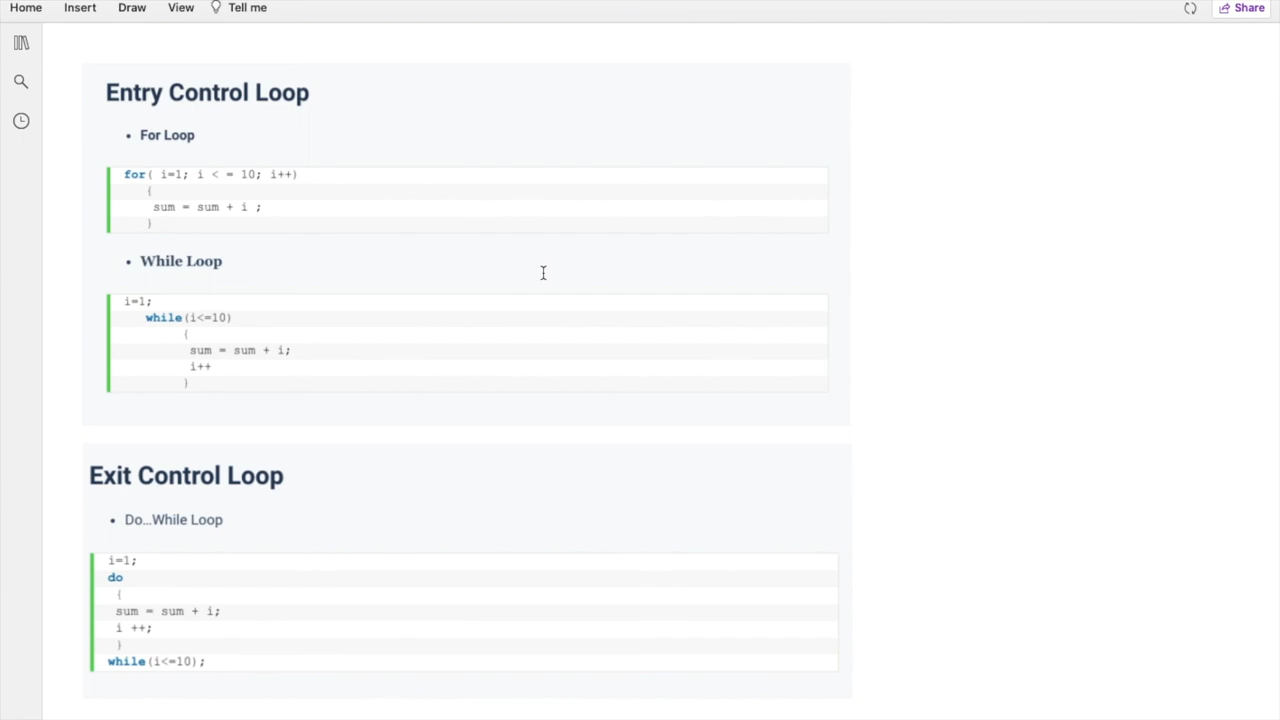 Home Insert Draw View Tell me Share
Entry Control Loop
• For Loop
for( i=1; i < = 10; i++)
{
sum = sum + i ;
}
• While Loop
i=1;
while(i<=10)
{
sum = sum + i;
i++
}
Exit Control Loop
• Do...While Loop
i=1;
do
{
sum = sum + i;
i ++;
}
while(i<=10);